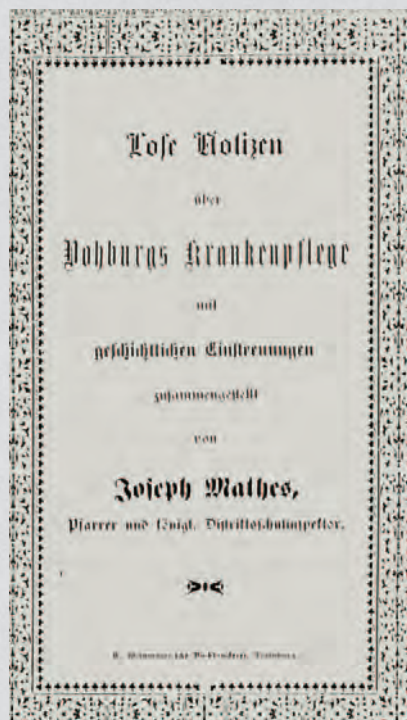 Lose Notizen
über
Vohburgs Krankenpflege
mit
geschichtlichen Einstreuungen
zusammengestellt
von
Joseph Mathes,
Pfarrer und königl. Distriktsschulinspektor.